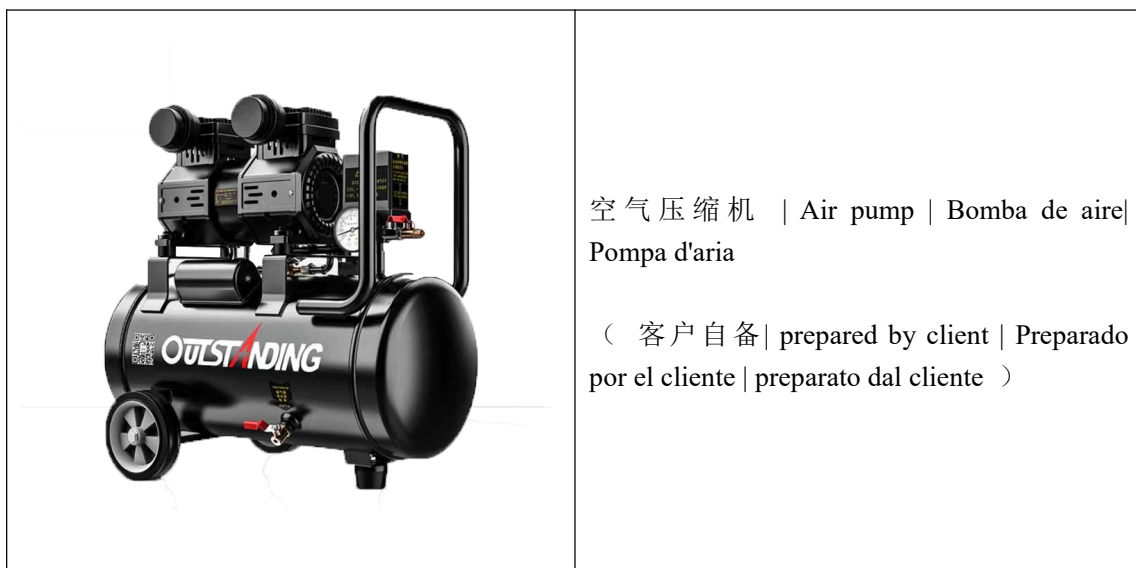 OUTSTANDING
空气压缩机 | Air pump | Bomba de aire|
Pompa d'aria
（ 客户自备| prepared by client | Preparado
por el cliente | preparato dal cliente ）